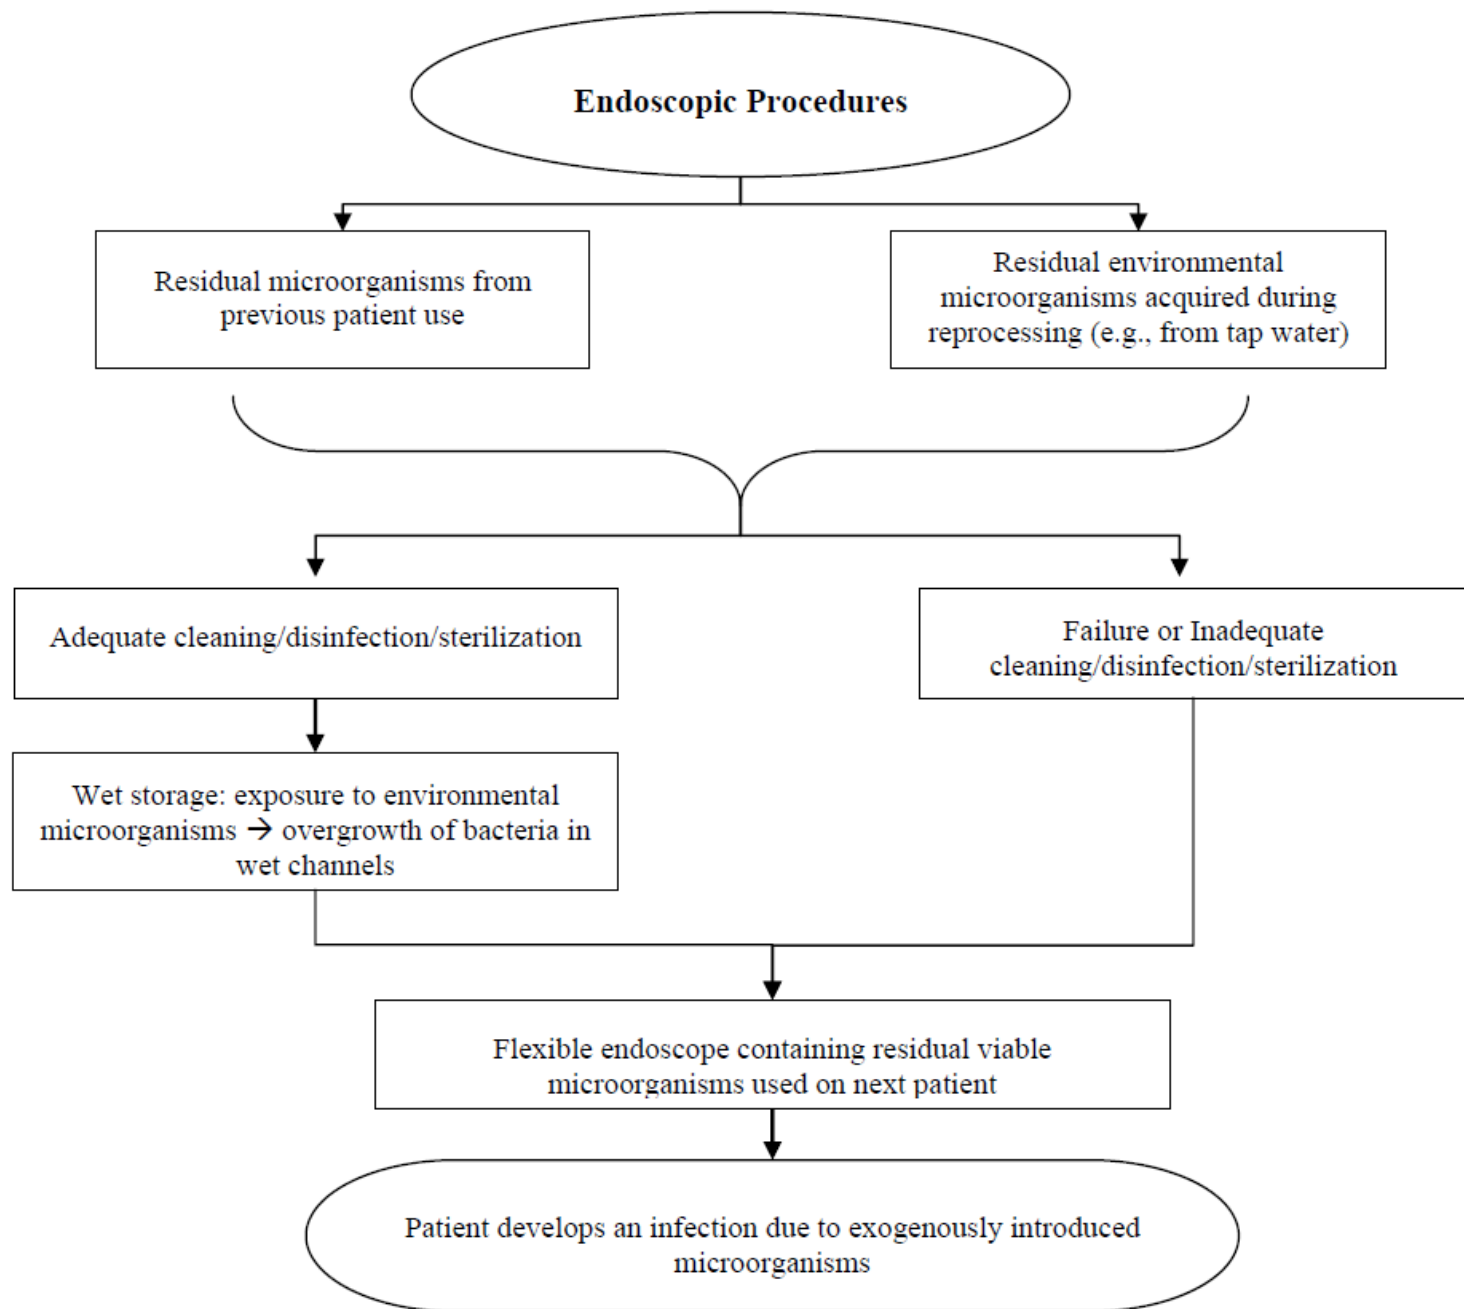 Endoscopic Procedures
Residual microorganisms from
previous patient use
Residual environmental
microorganisms acquired during
reprocessing (e.g., from tap water)
Adequate cleaning/disinfection/sterilization
Failure or Inadequate
cleaning/disinfection/sterilization
Wet storage: exposure to environmental
microorganisms → overgrowth of bacteria in
wet channels
Flexible endoscope containing residual viable
microorganisms used on next patient
Patient develops an infection due to exogenously introduced
microorganisms